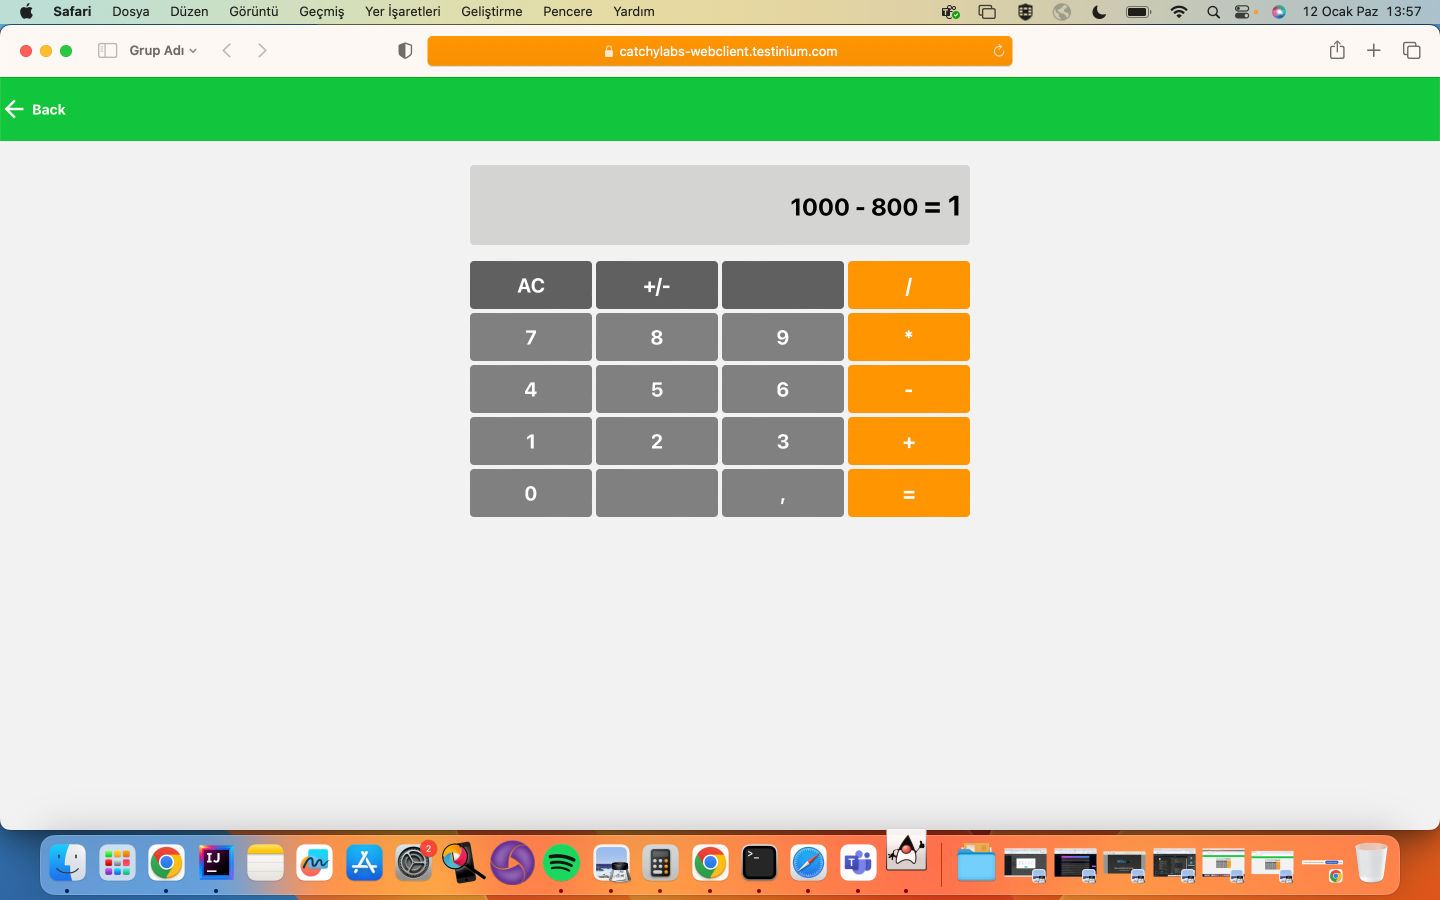 Safari Dosya Düzen Görüntü Geçmiş Yer İşaretleri Geliştirme Pencere Yardım 12 Ocak Paz 13:57
Grup Adı catchylabs-webclient.testinium.com
Back
1000 - 800 = 1
AC +/- /
7 8 9 *
4 5 6 -
1 2 3 +
0 , =
2
IJ